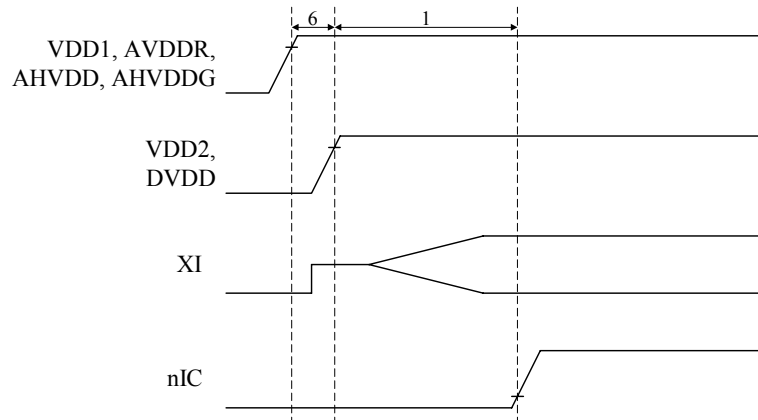 6
1
VDD1, AVDDR,
AHVDD, AHVDDG
VDD2,
DVDD
XI
nIC